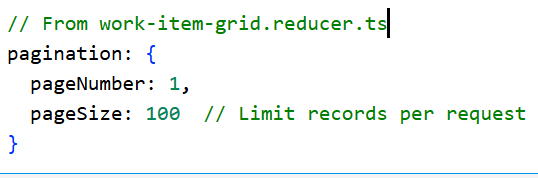 // From work-item-grid.reducer.ts
pagination: {
  pageNumber: 1,
  pageSize: 100  // Limit records per request
}